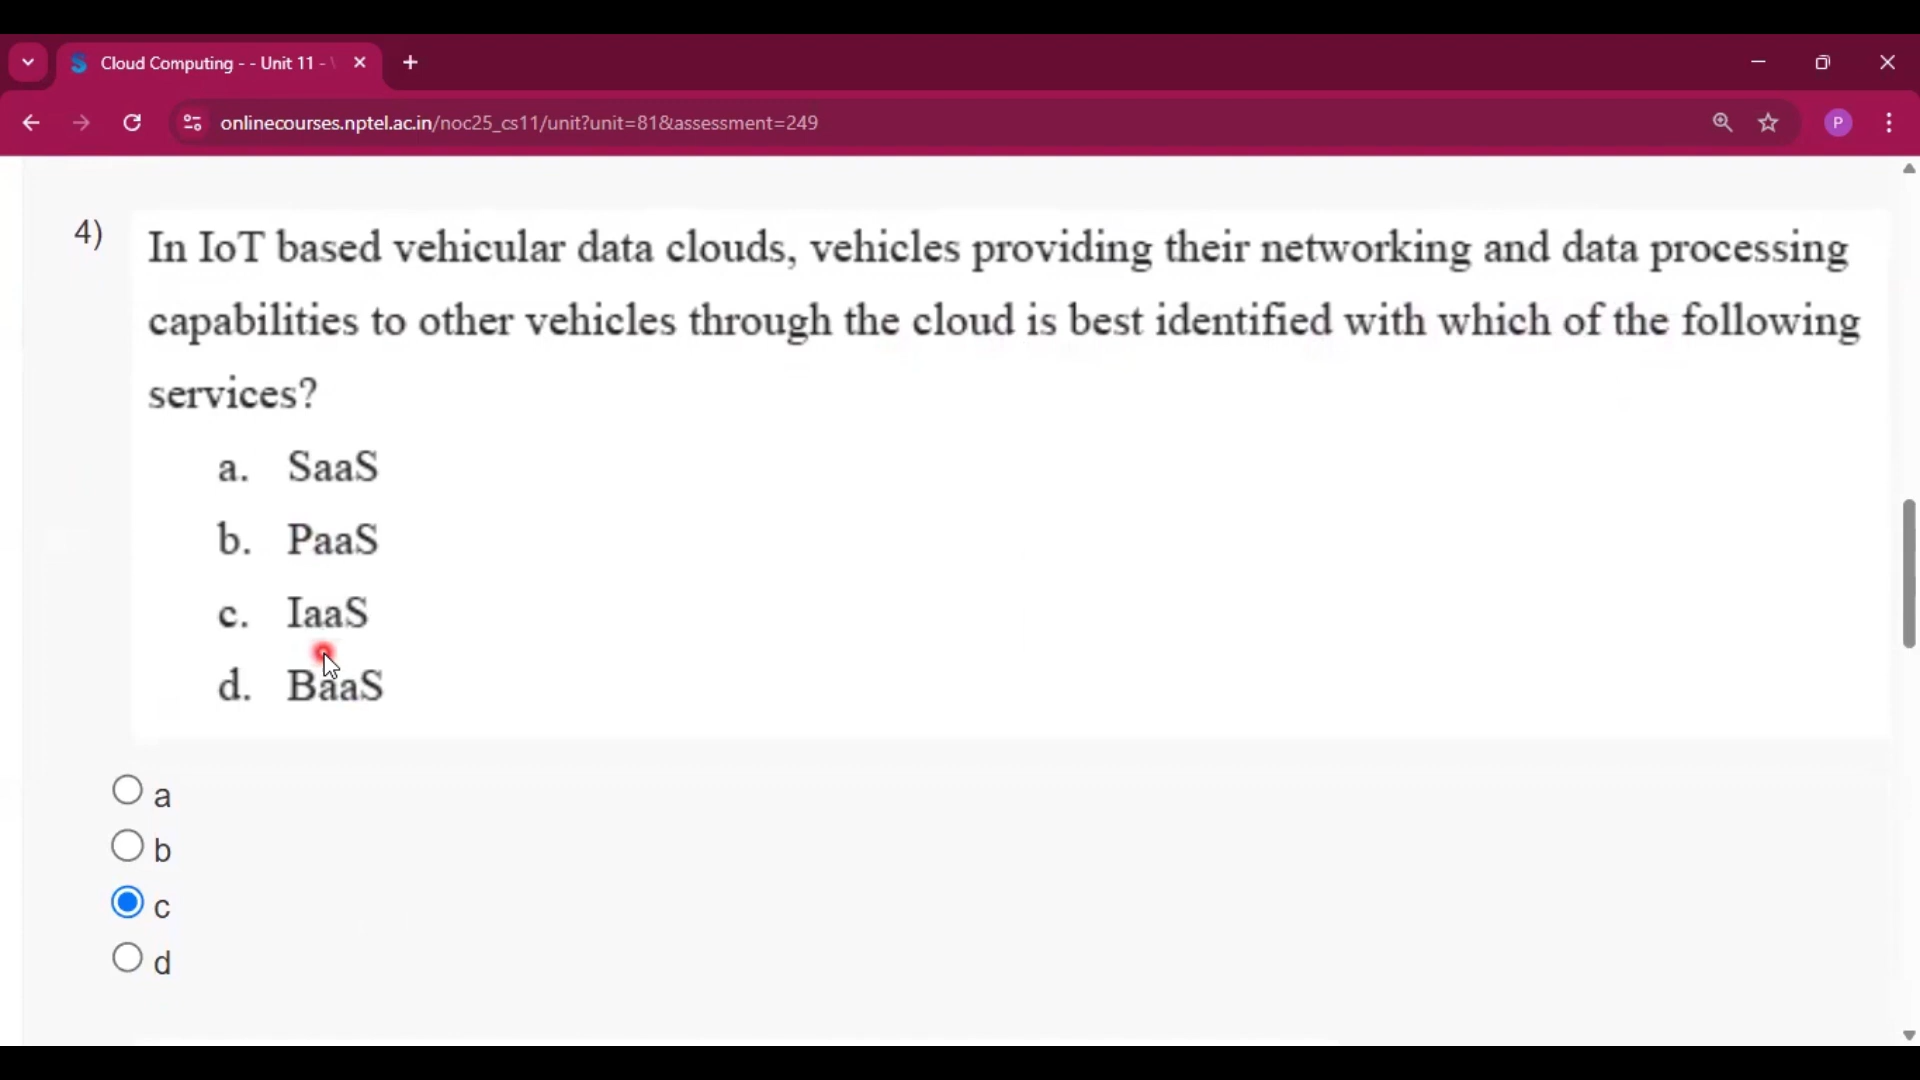 Cloud Computing - - Unit 11 -
onlinecourses.nptel.ac.in/noc25_cs11/unit?unit=81&assessment=249
P
4)
In IoT based vehicular data clouds, vehicles providing their networking and data processing
capabilities to other vehicles through the cloud is best identified with which of the following
services?
a. SaaS
b. PaaS
c. IaaS
d. BaaS
a
b
c
d